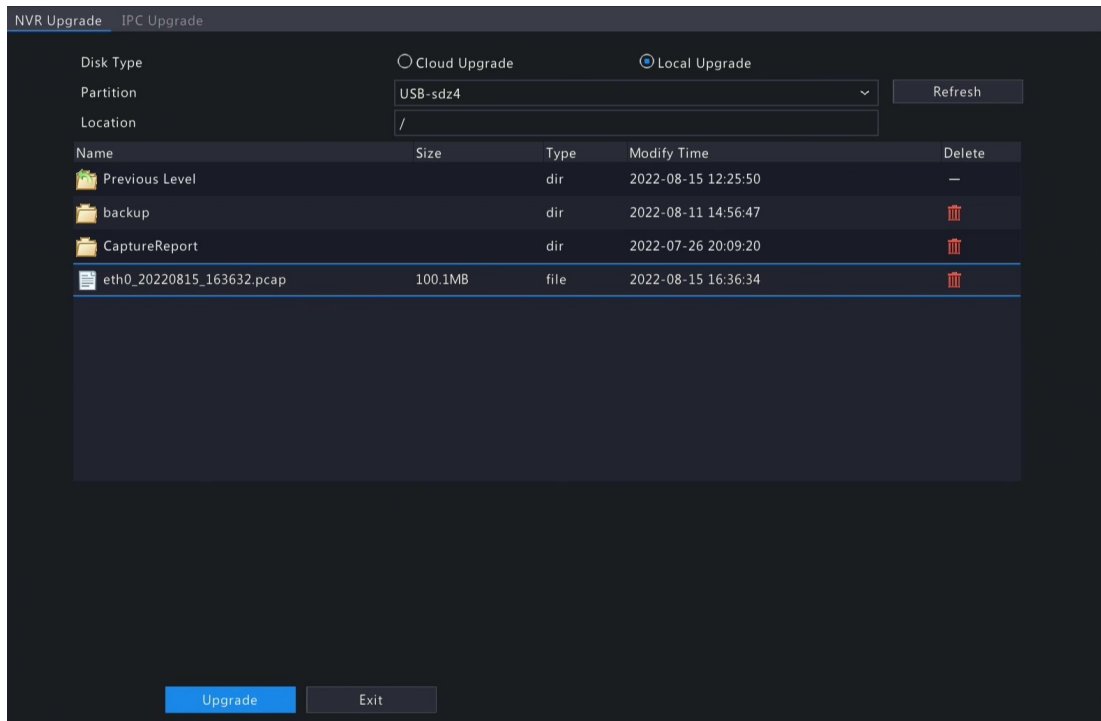 NVR Upgrade IPC Upgrade
Disk Type Cloud Upgrade Local Upgrade
Partition USB-sdz4 Refresh
Location /
Name Size Type Modify Time Delete
Previous Level dir 2022-08-15 12:25:50 —
backup dir 2022-08-11 14:56:47
CaptureReport dir 2022-07-26 20:09:20
eth0_20220815_163632.pcap 100.1MB file 2022-08-15 16:36:34
Upgrade Exit